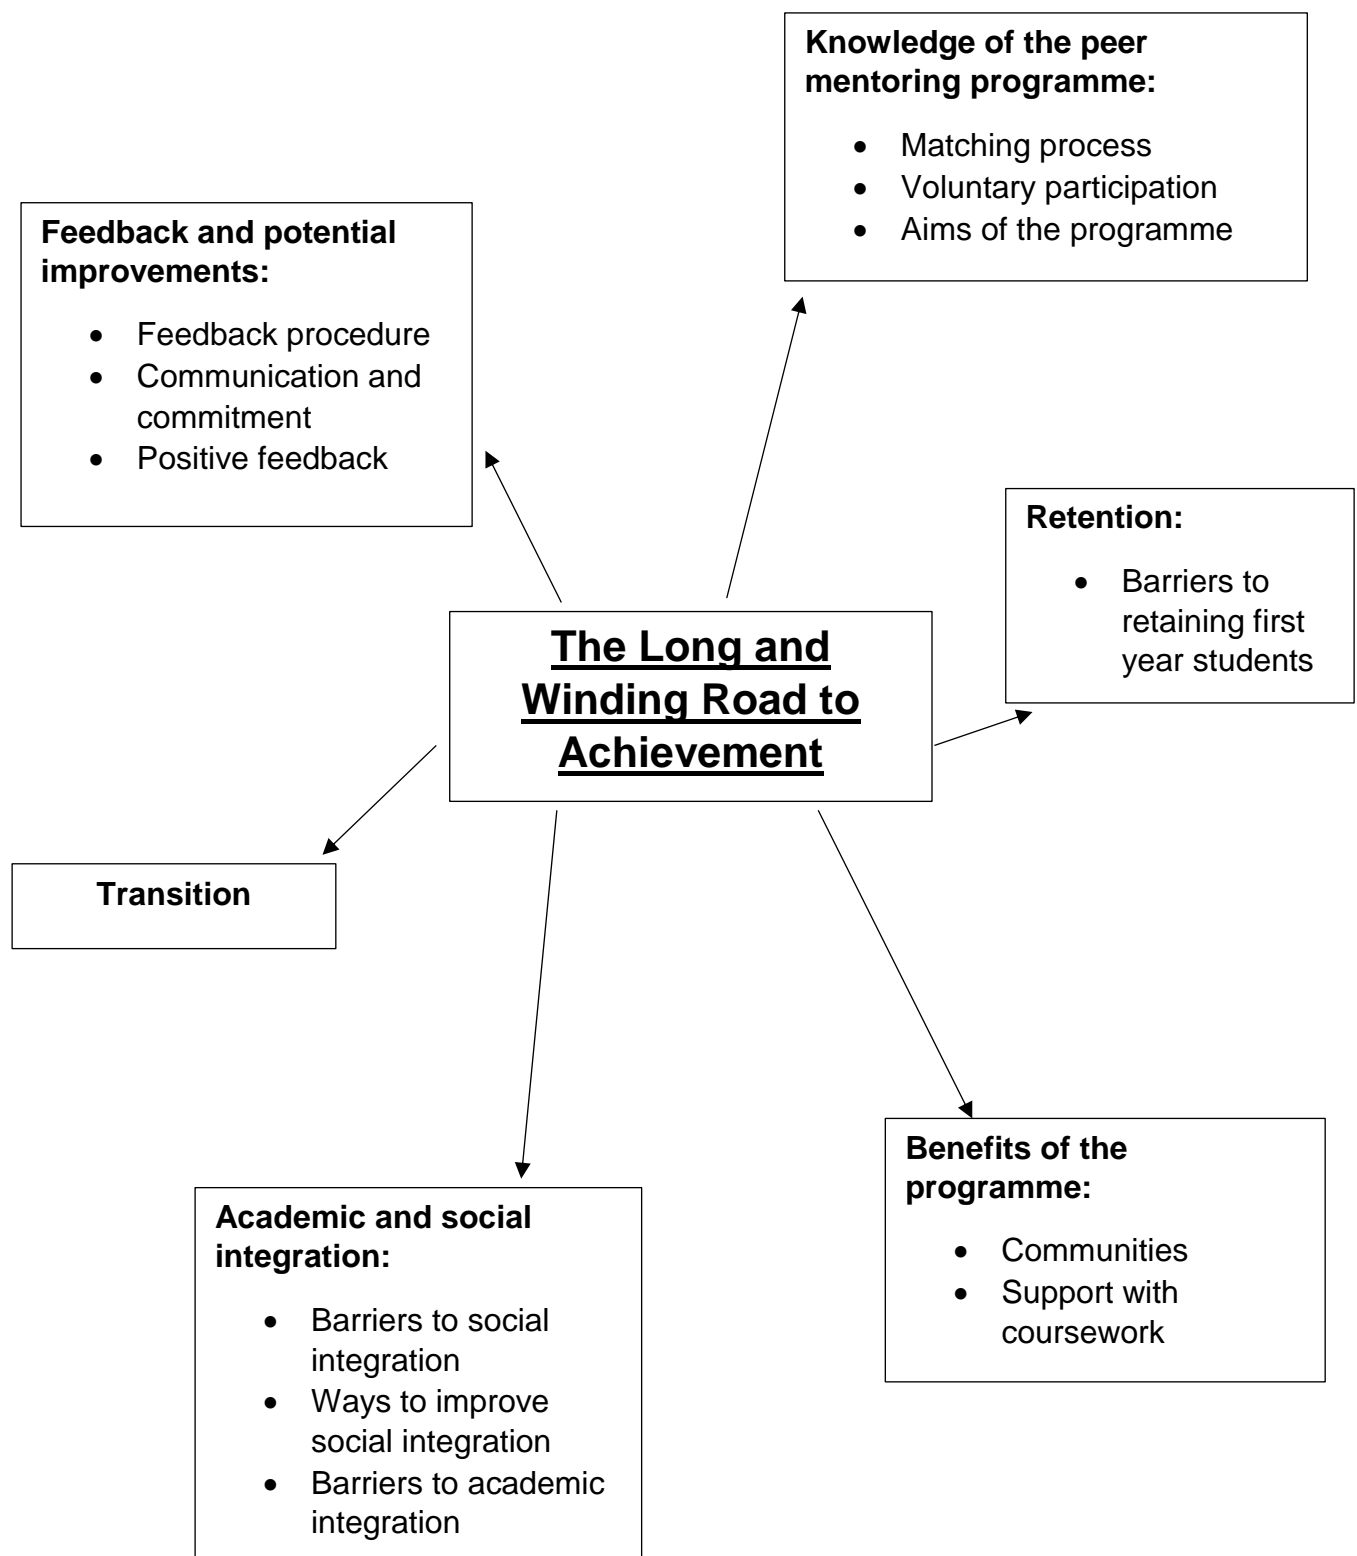 Knowledge of the peer
mentoring programme:
• Matching process
• Voluntary participation
• Aims of the programme
Feedback and potential
improvements:
• Feedback procedure
• Communication and
commitment
• Positive feedback
Retention:
• Barriers to
retaining first
year students
The Long and
Winding Road to
Achievement
Transition
Benefits of the
programme:
• Communities
• Support with
coursework
Academic and social
integration:
• Barriers to social
integration
• Ways to improve
social integration
• Barriers to academic
integration